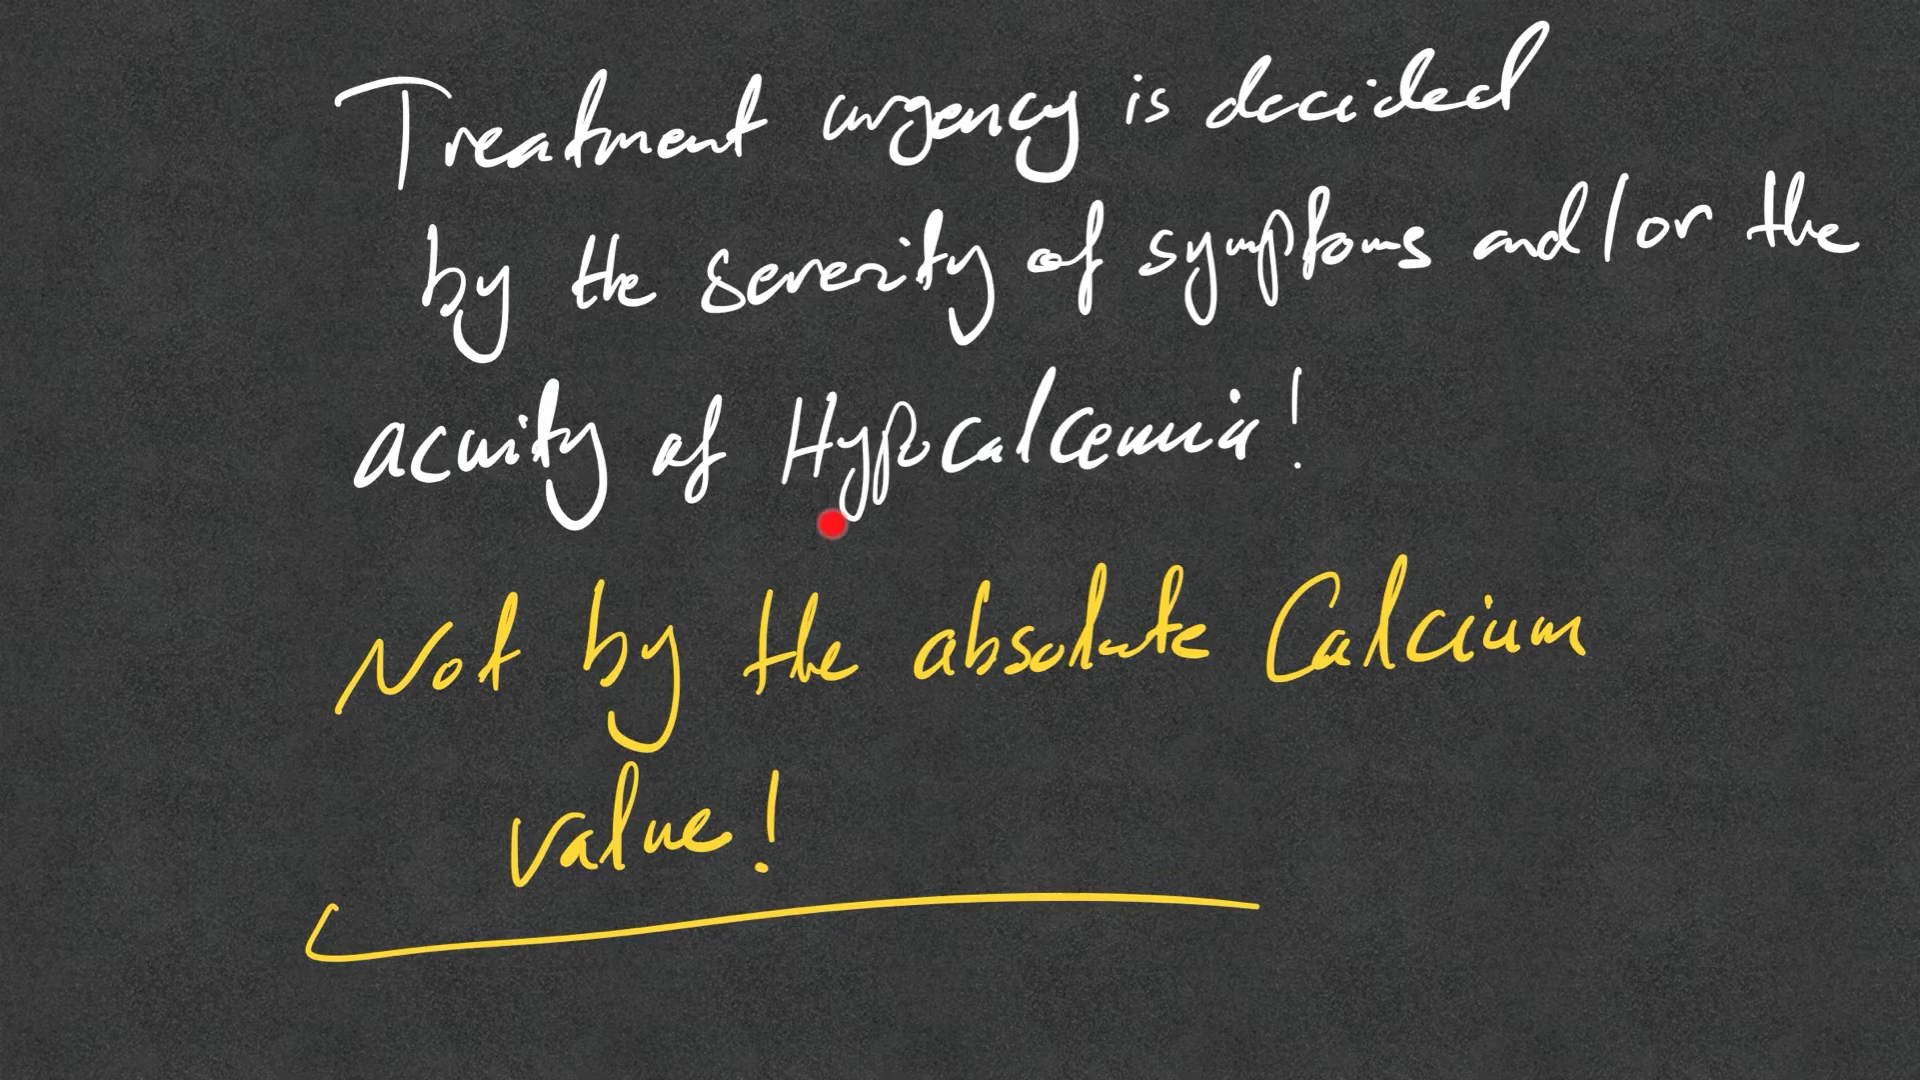 Treatment urgency is decided
by the severity of symptoms and/or the
acuity of Hypocalcemia!
Not by the absolute Calcium
value!